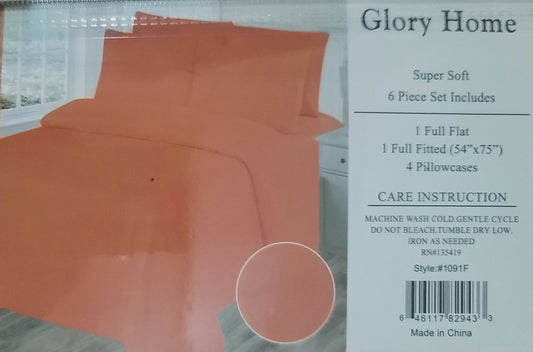 Glory Home
Super Soft
6 Piece Set Includes
1 Full Flat
1 Full Fitted (54"x75")
4 Pillowcases
CARE INSTRUCTION
MACHINE WASH COLD.GENTLE CYCLE
DO NOT BLEACH.TUMBLE DRY LOW.
IRON AS NEEDED
RN#135419
Style:#1091F
6 46117 82943 3
Made in China